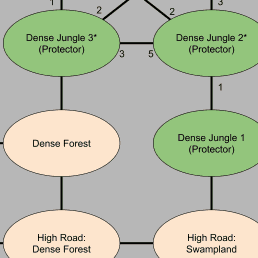 1
3
2
2
Dense Jungle 3*
(Protector)
Dense Jungle 2*
(Protector)
3
5
1
Dense Forest
Dense Jungle 1
(Protector)
High Road:
Dense Forest
High Road:
Swampland